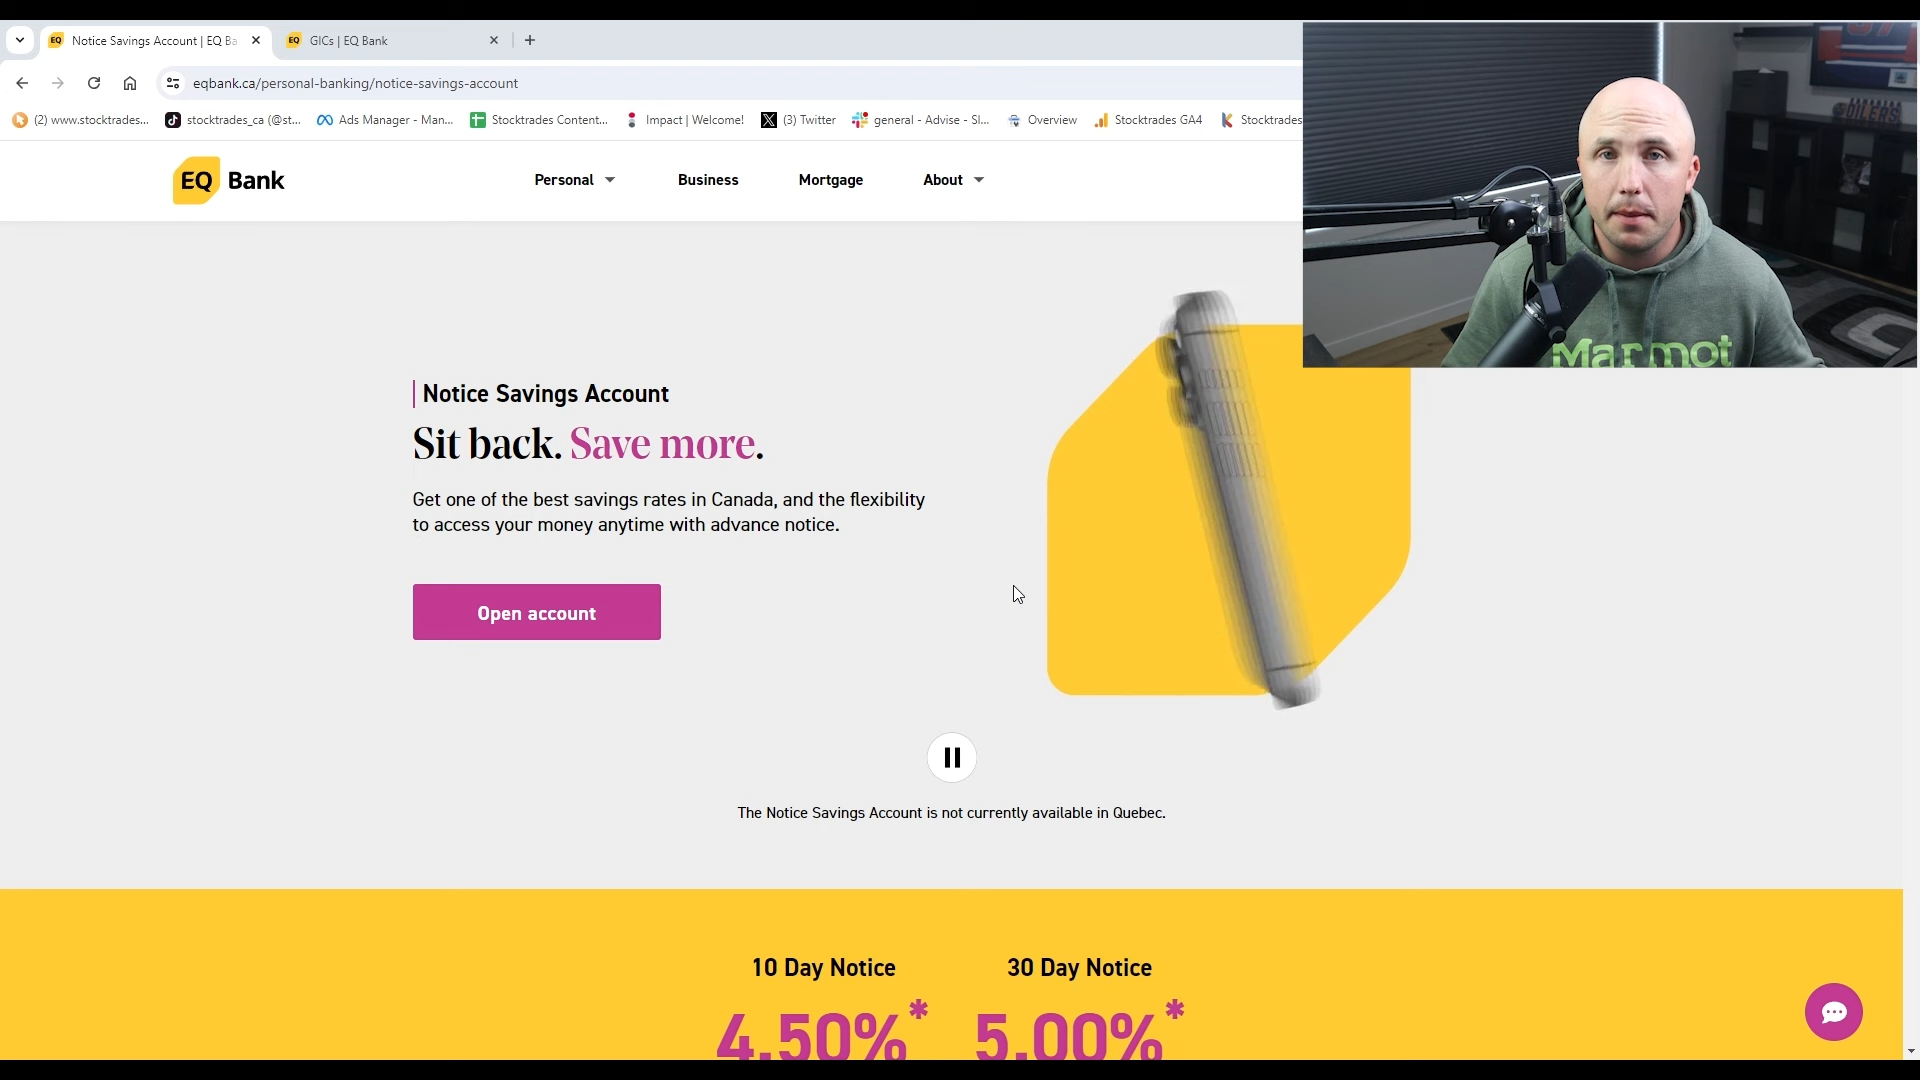 Notice Savings Account | EQ Ba
GICs | EQ Bank
eqbank.ca/personal-banking/notice-savings-account
(2) www.stocktrades...
stocktrades_ca (@st...
Ads Manager - Man...
Stocktrades Content...
Impact | Welcome!
(3) Twitter
general - Advise - Sl...
Overview
Stocktrades GA4
Stocktrades
EQ Bank
Personal
Business
Mortgage
About
Notice Savings Account
Sit back. Save more.
Get one of the best savings rates in Canada, and the flexibility
to access your money anytime with advance notice.
Open account
The Notice Savings Account is not currently available in Quebec.
10 Day Notice
30 Day Notice
4.50%*
5.00%*
Marmot
OILERS